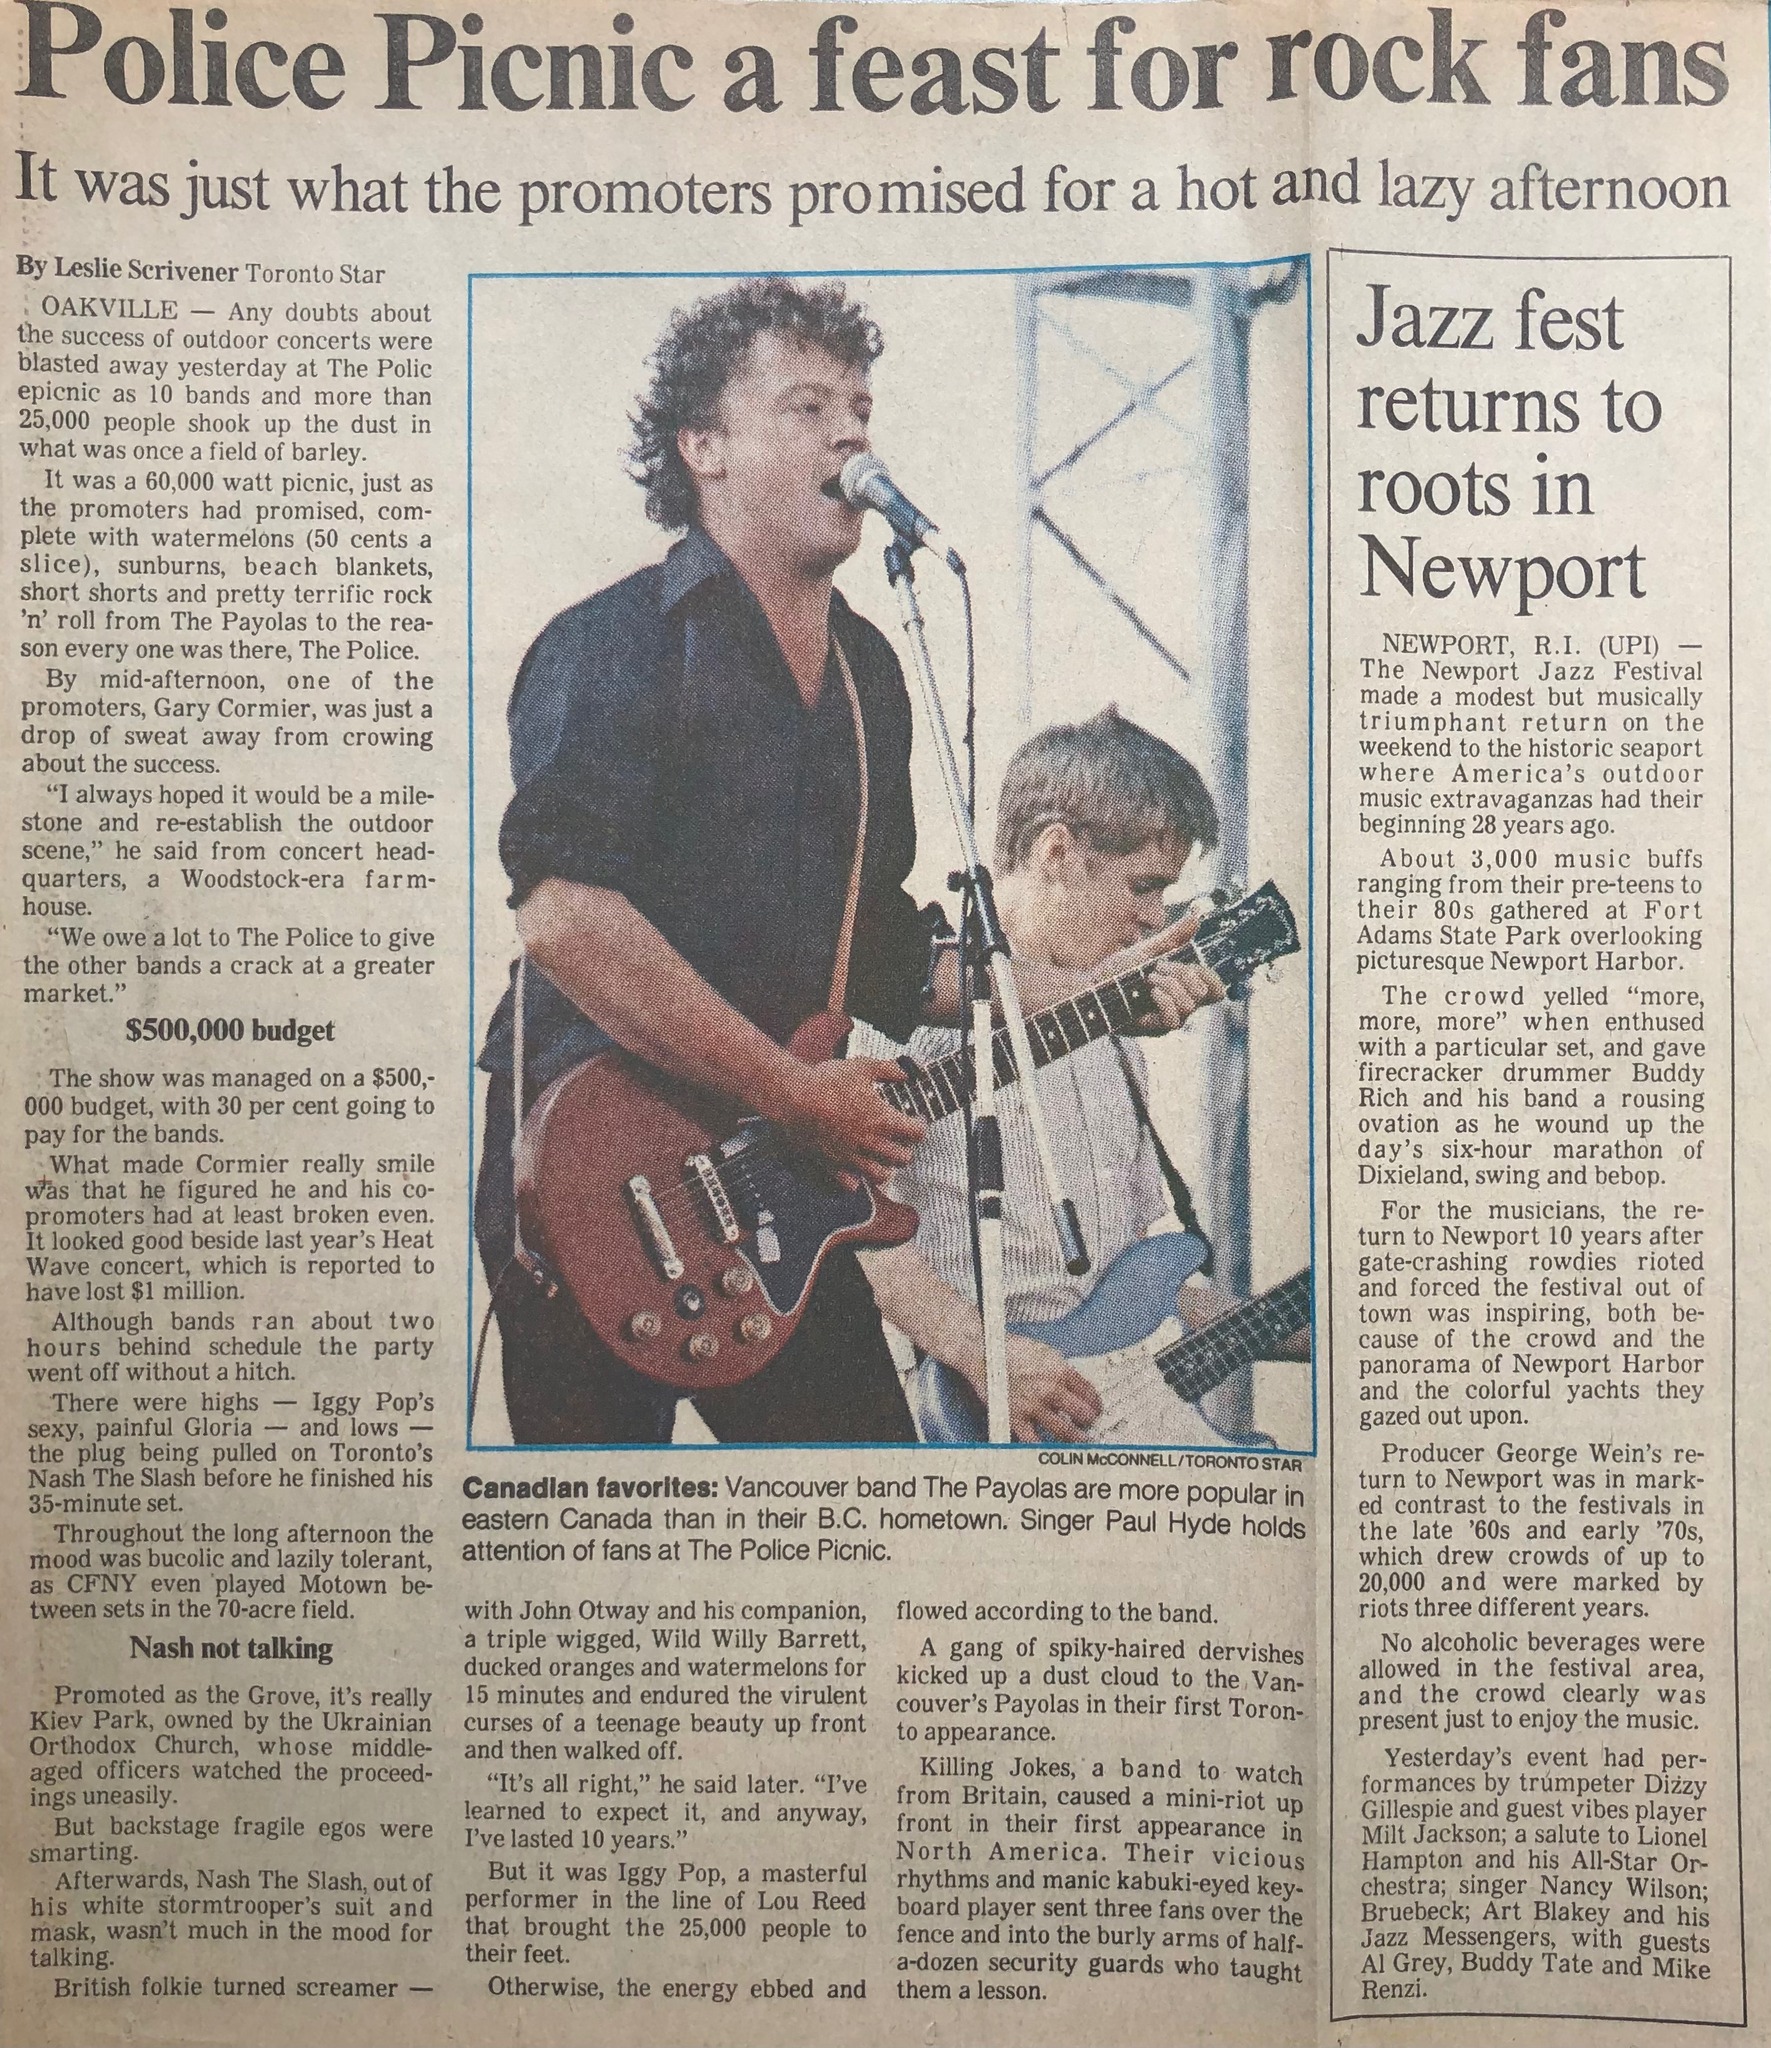 Police Picnic a feast for rock fans
It was just what the promoters promised for a hot and lazy afternoon
By Leslie Scrivener Toronto Star
OAKVILLE — Any doubts about
the success of outdoor concerts were
blasted away yesterday at The Polic
epicnic as 10 bands and more than
25,000 people shook up the dust in
what was once a field of barley.
It was a 60,000 watt picnic, just as
the promoters had promised, com-
plete with watermelons (50 cents a
slice), sunburns, beach blankets,
short shorts and pretty terrific rock
'n' roll from The Payolas to the rea-
son every one was there, The Police.
By mid-afternoon, one of the
promoters, Gary Cormier, was just a
drop of sweat away from crowing
about the success.
“I always hoped it would be a mile-
stone and re-establish the outdoor
scene,” he said from concert head-
quarters, a Woodstock-era farm-
house.
“We owe a lot to The Police to give
the other bands a crack at a greater
market.”
$500,000 budget
The show was managed on a $500,-
000 budget, with 30 per cent going to
pay for the bands.
What made Cormier really smile
was that he figured he and his co-
promoters had at least broken even.
It looked good beside last year's Heat
Wave concert, which is reported to
have lost $1 million.
Although bands ran about two
hours behind schedule the party
went off without a hitch.
There were highs — Iggy Pop's
sexy, painful Gloria — and lows —
the plug being pulled on Toronto's
Nash The Slash before he finished his
35-minute set.
Throughout the long afternoon the
mood was bucolic and lazily tolerant,
as CFNY even played Motown be-
tween sets in the 70-acre field.
Nash not talking
Promoted as the Grove, it's really
Kiev Park, owned by the Ukrainian
Orthodox Church, whose middle-
aged officers watched the proceed-
ings uneasily.
But backstage fragile egos were
smarting.
Afterwards, Nash The Slash, out of
his white stormtrooper's suit and
mask, wasn't much in the mood for
talking.
British folkie turned screamer —
COLIN McCONNELL/TORONTO STAR
Canadian favorites: Vancouver band The Payolas are more popular in
eastern Canada than in their B.C. hometown. Singer Paul Hyde holds
attention of fans at The Police Picnic.
with John Otway and his companion,
a triple wigged, Wild Willy Barrett,
ducked oranges and watermelons for
15 minutes and endured the virulent
curses of a teenage beauty up front
and then walked off.
“It's all right,” he said later. “I've
learned to expect it, and anyway,
I've lasted 10 years.”
But it was Iggy Pop, a masterful
performer in the line of Lou Reed
that brought the 25,000 people to
their feet.
Otherwise, the energy ebbed and
flowed according to the band.
A gang of spiky-haired dervishes
kicked up a dust cloud to the Van-
couver's Payolas in their first Toron-
to appearance.
Killing Jokes, a band to watch
from Britain, caused a mini-riot up
front in their first appearance in
North America. Their vicious
rhythms and manic kabuki-eyed key-
board player sent three fans over the
fence and into the burly arms of half-
a-dozen security guards who taught
them a lesson.
Jazz fest
returns to
roots in
Newport
NEWPORT, R.I. (UPI) —
The Newport Jazz Festival
made a modest but musically
triumphant return on the
weekend to the historic seaport
where America's outdoor
music extravaganzas had their
beginning 28 years ago.
About 3,000 music buffs
ranging from their pre-teens to
their 80s gathered at Fort
Adams State Park overlooking
picturesque Newport Harbor.
The crowd yelled “more,
more, more” when enthused
with a particular set, and gave
firecracker drummer Buddy
Rich and his band a rousing
ovation as he wound up the
day's six-hour marathon of
Dixieland, swing and bebop.
For the musicians, the re-
turn to Newport 10 years after
gate-crashing rowdies rioted
and forced the festival out of
town was inspiring, both be-
cause of the crowd and the
panorama of Newport Harbor
and the colorful yachts they
gazed out upon.
Producer George Wein's re-
turn to Newport was in mark-
ed contrast to the festivals in
the late '60s and early '70s,
which drew crowds of up to
20,000 and were marked by
riots three different years.
No alcoholic beverages were
allowed in the festival area,
and the crowd clearly was
present just to enjoy the music.
Yesterday's event had per-
formances by trumpeter Dizzy
Gillespie and guest vibes player
Milt Jackson; a salute to Lionel
Hampton and his All-Star Or-
chestra; singer Nancy Wilson;
Bruebeck; Art Blakey and his
Jazz Messengers, with guests
Al Grey, Buddy Tate and Mike
Renzi.